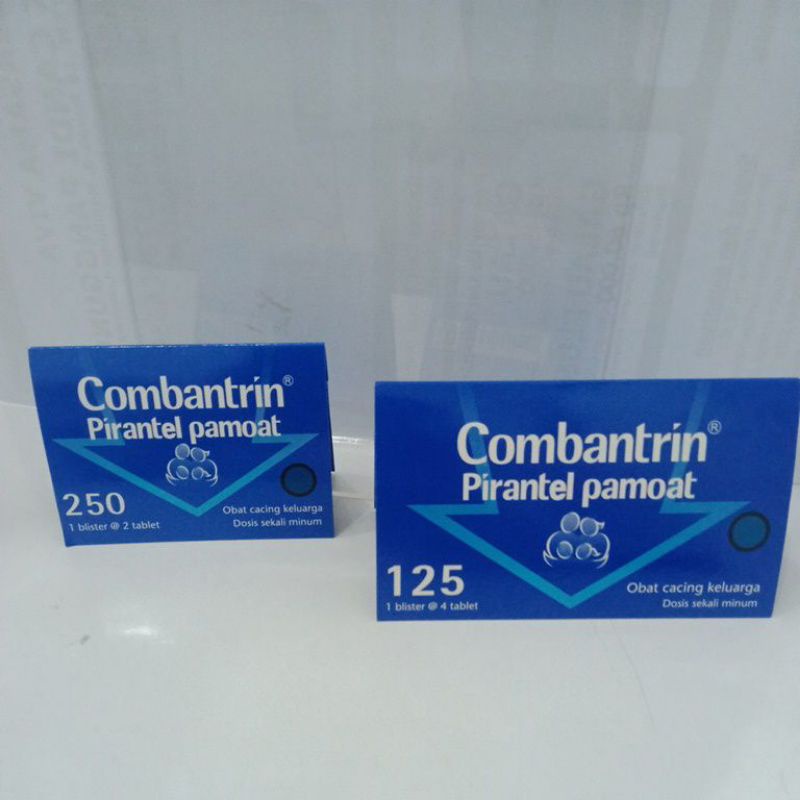 Combantrin®
Pirantel pamoat
250
1 blister @ 2 tablet
Obat cacing keluarga
Dosis sekali minum
Combantrin®
Pirantel pamoat
125
1 blister @ 4 tablet
Obat cacing keluarga
Dosis sekali minum